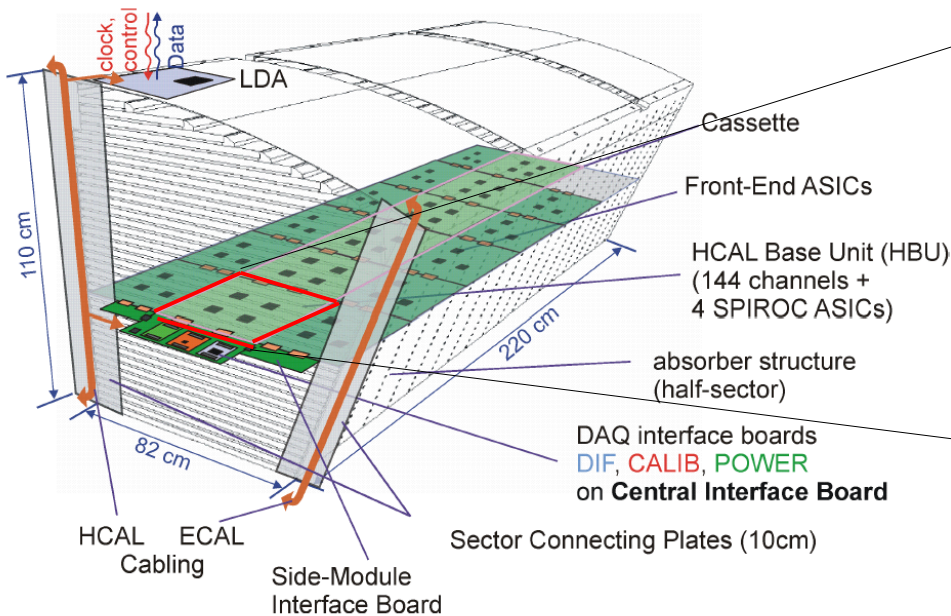 clock,
control
Data
LDA
Cassette
Front-End ASICs
110 cm
HCAL Base Unit (HBU)
(144 channels +
4 SPIROC ASICs)
220 cm
absorber structure
(half-sector)
82 cm
DAQ interface boards
DIF, CALIB, POWER
on Central Interface Board
HCAL ECAL
Cabling
Sector Connecting Plates (10cm)
Side-Module
Interface Board